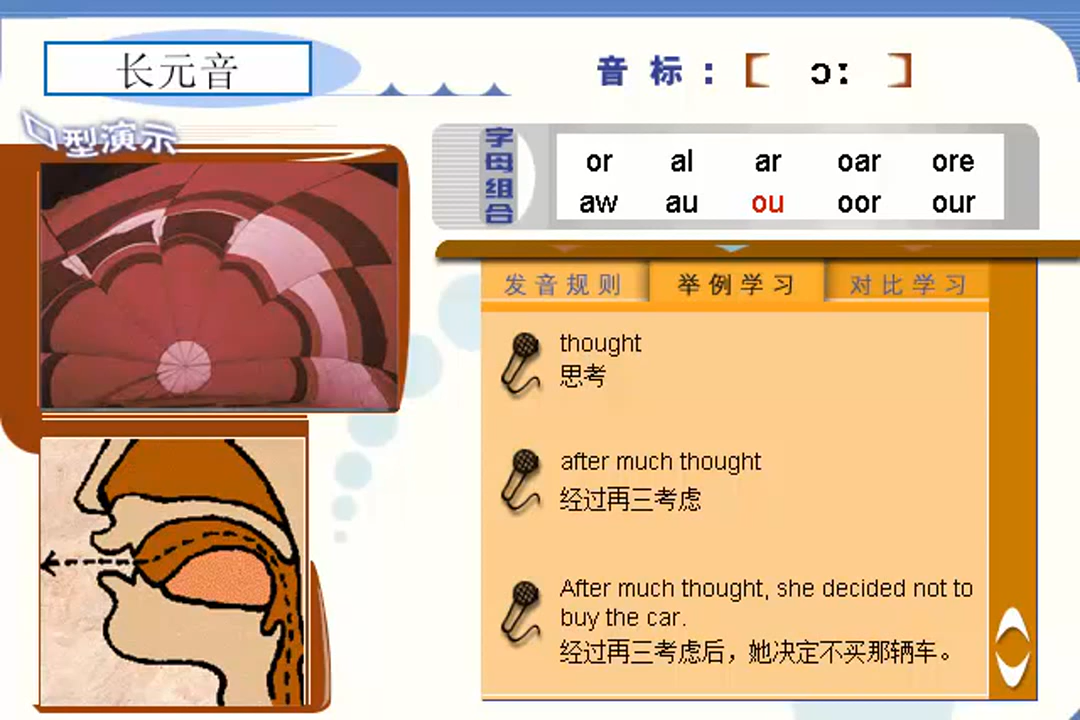 长元音
音 标 : 【 ɔː 】
口型演示
字母组合
or al ar oar ore
aw au ou oor our
发音规则 举例学习 对比学习
thought
思考
after much thought
经过再三考虑
After much thought, she decided not to
buy the car.
经过再三考虑后，她决定不买那辆车。